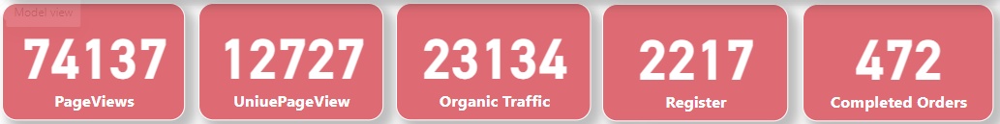 Model view
74137
PageViews
12727
UniuePageView
23134
Organic Traffic
2217
Register
472
Completed Orders